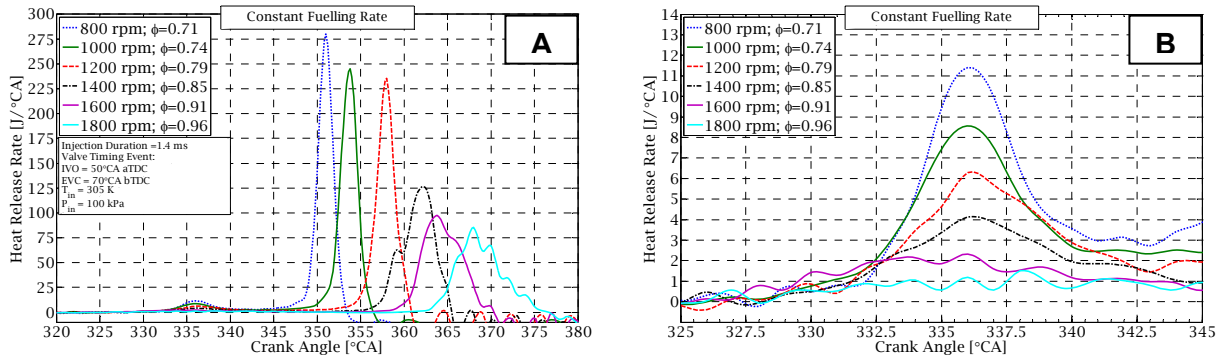 Constant Fuelling Rate
A
300
275
250
225
200
175
150
125
100
75
50
25
0
Heat Release Rate [J/°CA]
800 rpm; ϕ=0.71
1000 rpm; ϕ=0.74
1200 rpm; ϕ=0.79
1400 rpm; ϕ=0.85
1600 rpm; ϕ=0.91
1800 rpm; ϕ=0.96
Injection Duration =1.4 ms
Valve Timing Event:
IVO = 50°CA aTDC
EVC = 70°CA bTDC
T_in = 305 K
P_in = 100 kPa
320 325 330 335 340 345 350 355 360 365 370 375 380
Crank Angle [°CA]
Constant Fuelling Rate
B
14
13
12
11
10
9
8
7
6
5
4
3
2
1
0
Heat Release Rate [J/°CA]
800 rpm; ϕ=0.71
1000 rpm; ϕ=0.74
1200 rpm; ϕ=0.79
1400 rpm; ϕ=0.85
1600 rpm; ϕ=0.91
1800 rpm; ϕ=0.96
325 327.5 330 332.5 335 337.5 340 342.5 345
Crank Angle [°CA]